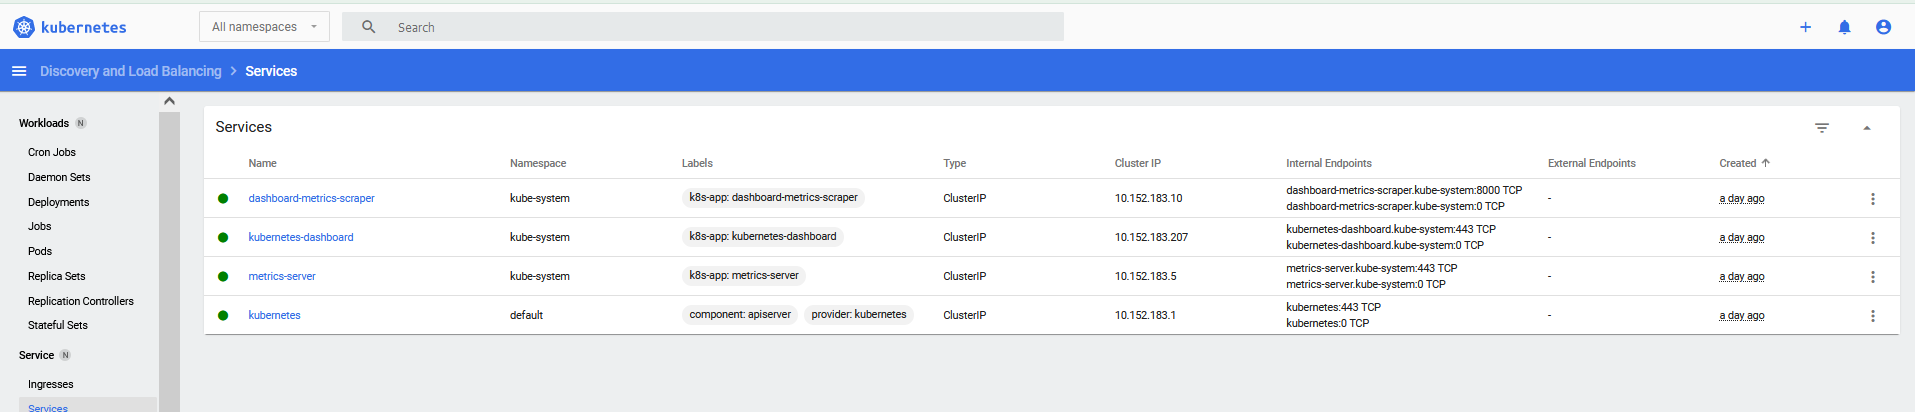 kubernetes
All namespaces
Search
Discovery and Load Balancing > Services
Workloads N
Cron Jobs
Daemon Sets
Deployments
Jobs
Pods
Replica Sets
Replication Controllers
Stateful Sets
Service N
Ingresses
Services
Services
Name Namespace Labels Type Cluster IP Internal Endpoints External Endpoints Created
dashboard-metrics-scraper kube-system k8s-app: dashboard-metrics-scraper ClusterIP 10.152.183.10 dashboard-metrics-scraper.kube-system:8000 TCP - a day ago
dashboard-metrics-scraper.kube-system:0 TCP
kubernetes-dashboard kube-system k8s-app: kubernetes-dashboard ClusterIP 10.152.183.207 kubernetes-dashboard.kube-system:443 TCP - a day ago
kubernetes-dashboard.kube-system:0 TCP
metrics-server kube-system k8s-app: metrics-server ClusterIP 10.152.183.5 metrics-server.kube-system:443 TCP - a day ago
metrics-server.kube-system:0 TCP
kubernetes default component: apiserver provider: kubernetes ClusterIP 10.152.183.1 kubernetes:443 TCP - a day ago
kubernetes:0 TCP